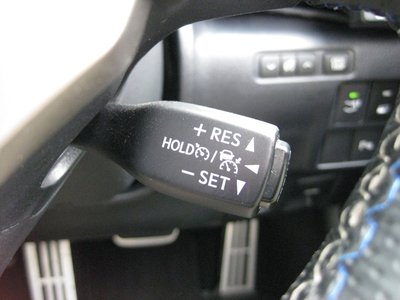 + RES
HOLD /
- SET